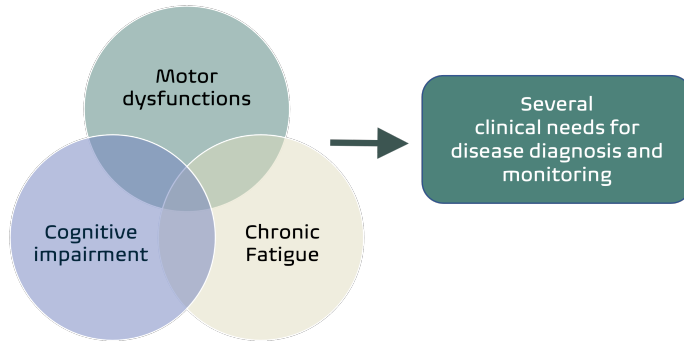 Motor
dysfunctions
Cognitive
impairment
Chronic
Fatigue
Several
clinical needs for
disease diagnosis and
monitoring